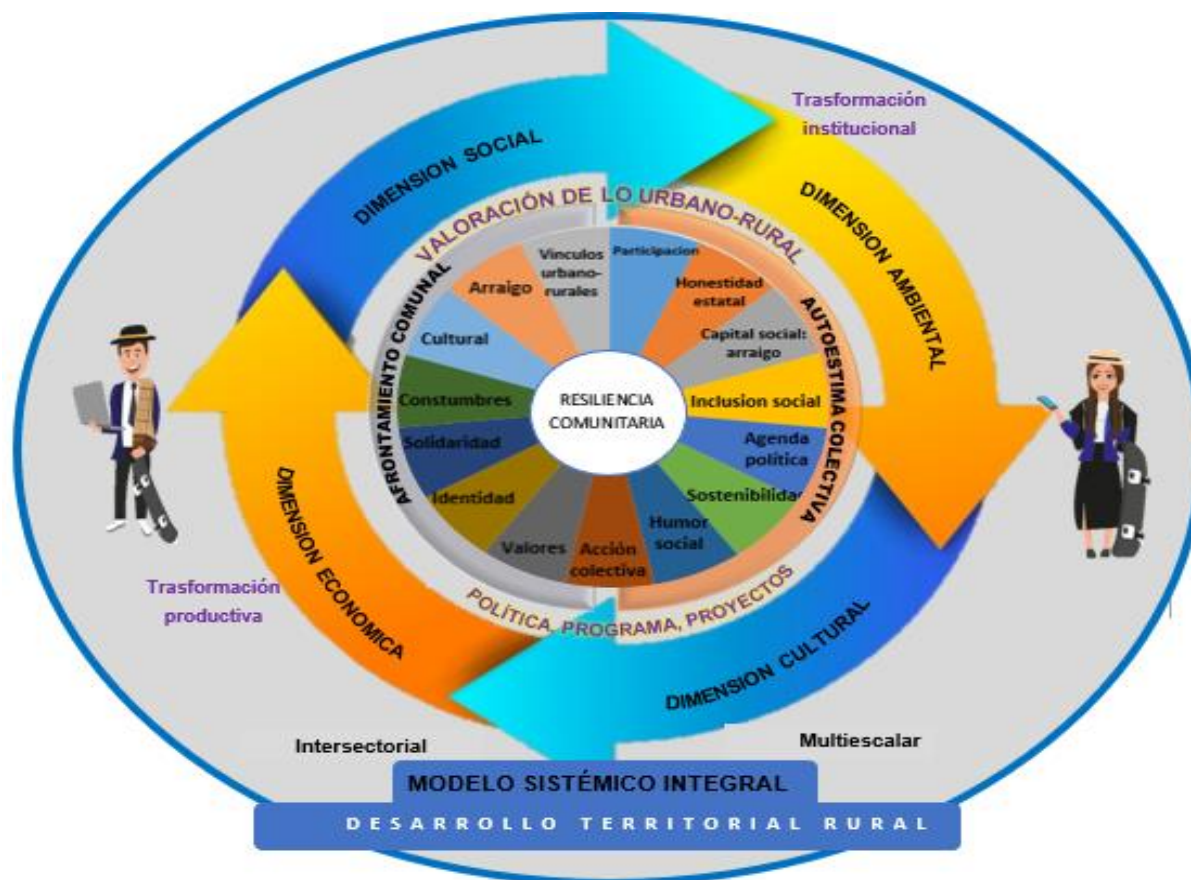 Trasformación
institucional
DIMENSION SOCIAL
DIMENSION AMBIENTAL
VALORACIÓN DE LO URBANO-RURAL
AFRONTAMIENTO COMUNAL
AUTOESTIMA COLECTIVA
Participacion
Honestidad
estatal
Capital social:
arraigo
Inclusion social
Agenda
política
Sostenibilidad
Humor
social
Acción
colectiva
Valores
Identidad
Solidaridad
Constumbres
Cultural
Arraigo
Vinculos
urbano-
rurales
RESILIENCIA
COMUNITARIA
POLÍTICA, PROGRAMA, PROYECTOS
DIMENSION ECONOMICA
DIMENSION CULTURAL
Trasformación
productiva
Intersectorial
Multiescalar
MODELO SISTÉMICO INTEGRAL
DESARROLLO TERRITORIAL RURAL